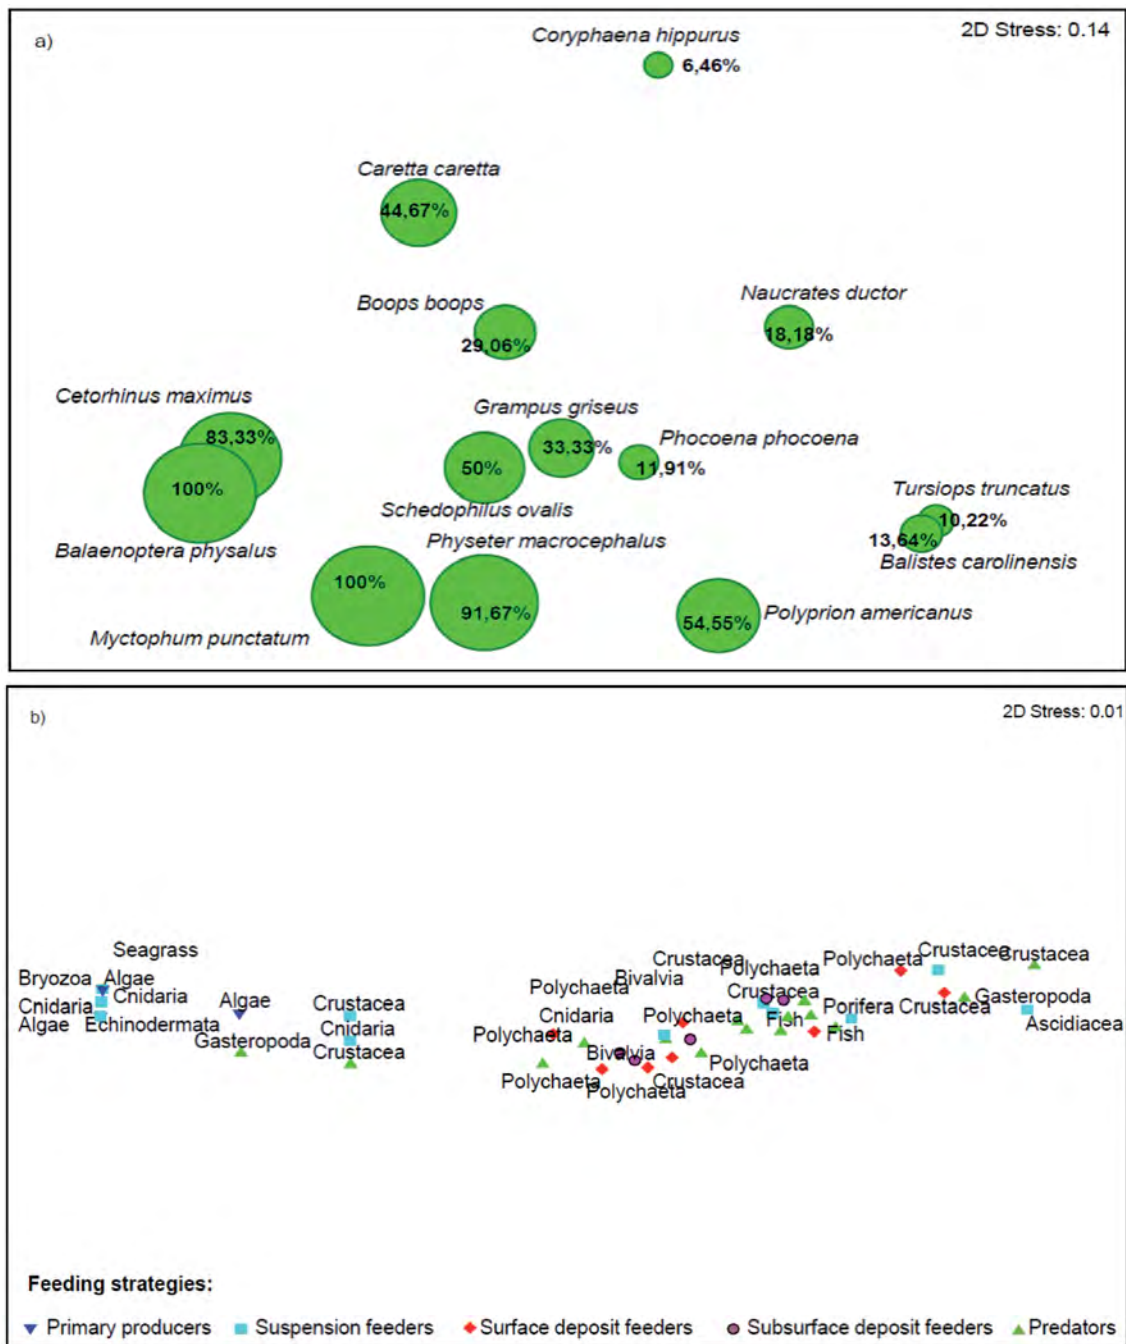 a)
2D Stress: 0.14
Coryphaena hippurus
6,46%
Caretta caretta
44,67%
Boops boops
29,06%
Naucrates ductor
18,18%
Cetorhinus maximus
83,33%
100%
Balaenoptera physalus
Grampus griseus
33,33%
Phocoena phocoena
11,91%
50%
Schedophilus ovalis
Tursiops truncatus
10,22%
13,64%
Balistes carolinensis
Physeter macrocephalus
91,67%
100%
Myctophum punctatum
54,55%
Polyprion americanus
b)
2D Stress: 0.01
Seagrass
Bryozoa Algae
Cnidaria Cnidaria
Algae Echinodermata
Algae
Gasteropoda
Crustacea
Cnidaria
Crustacea
Polychaeta
Cnidaria
Polychaeta
Polychaeta
Bivalvia
Polychaeta
Crustacea
Bivalvia
Polychaeta
Crustacea
Polychaeta
Crustacea
Fish
Polychaeta
Polychaeta
Porifera
Fish
Crustacea
Crustacea
Crustacea
Gasteropoda
Ascidiacea
Feeding strategies:
Primary producers Suspension feeders Surface deposit feeders Subsurface deposit feeders Predators